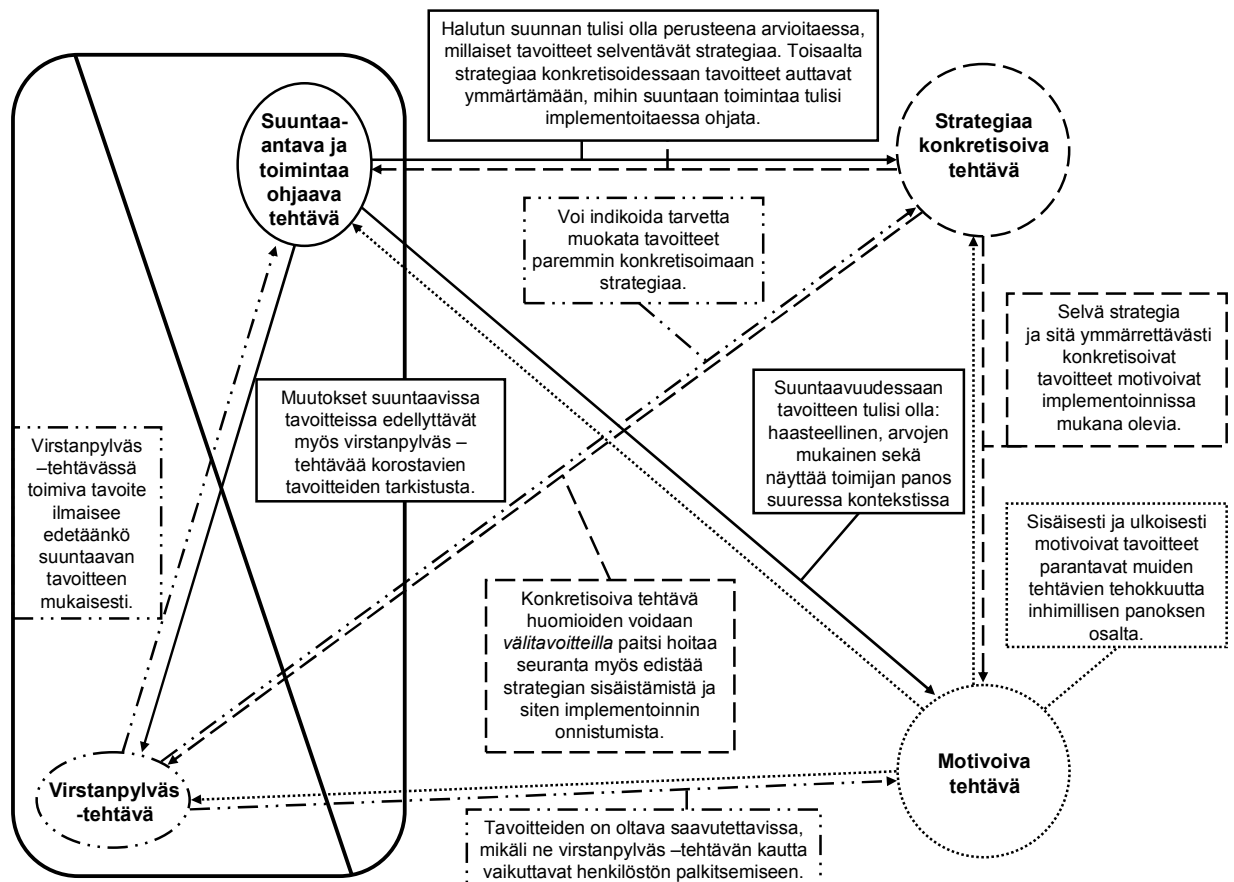 Halutun suunnan tulisi olla perusteena arvioitaessa,
millaiset tavoitteet selventävät strategiaa. Toisaalta
strategiaa konkretisoidessaan tavoitteet auttavat
ymmärtämään, mihin suuntaan toimintaa tulisi
implementoitaessa ohjata.
Suuntaa-
antava ja
toimintaa
ohjaava
tehtävä
Strategiaa
konkretisoiva
tehtävä
Voi indikoida tarvetta
muokata tavoitteet
paremmin konkretisoimaan
strategiaa.
Selvä strategia
ja sitä ymmärrettävästi
konkretisoivat
tavoitteet motivoivat
implementoinnissa
mukana olevia.
Muutokset suuntaavissa
tavoitteissa edellyttävät
myös virstanpylväs –
tehtävää korostavien
tavoitteiden tarkistusta.
Suuntaavuudessaan
tavoitteen tulisi olla:
haasteellinen, arvojen
mukainen sekä
näyttää toimijan panos
suuressa kontekstissa
Virstanpylväs
–tehtävässä
toimiva tavoite
ilmaisee
edetäänkö
suuntaavan
tavoitteen
mukaisesti.
Sisäisesti ja ulkoisesti
motivoivat tavoitteet
parantavat muiden
tehtävien tehokkuutta
inhimillisen panoksen
osalta.
Konkretisoiva tehtävä
huomioiden voidaan
välitavoitteilla paitsi hoitaa
seuranta myös edistää
strategian sisäistämistä ja
siten implementoinnin
onnistumista.
Virstanpylväs
-tehtävä
Motivoiva
tehtävä
Tavoitteiden on oltava saavutettavissa,
mikäli ne virstanpylväs –tehtävän kautta
vaikuttavat henkilöstön palkitsemiseen.